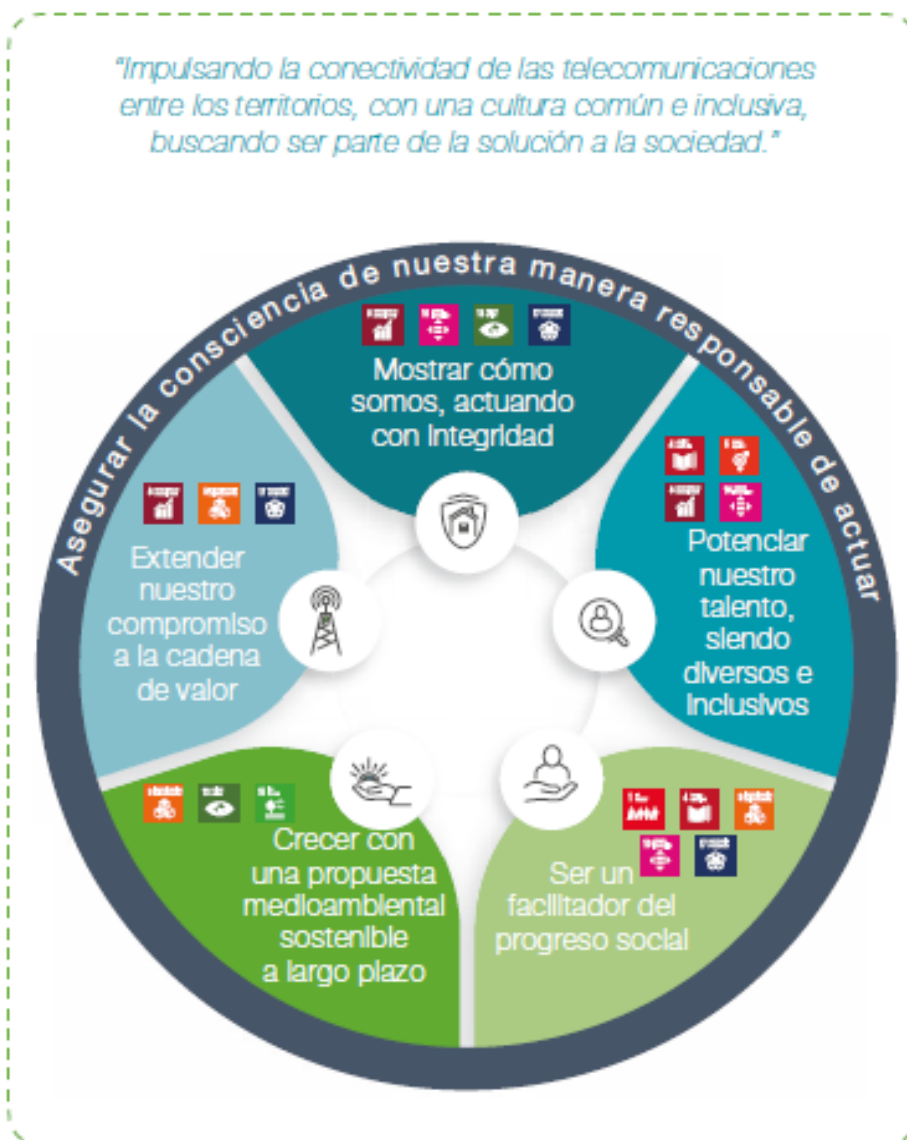 "Impulsando la conectividad de las telecomunicaciones
entre los territorios, con una cultura común e inclusiva,
buscando ser parte de la solución a la sociedad."
Asegurar la consciencia de nuestra manera responsable de actuar
Mostrar cómo
somos, actuando
con integridad
Potenciar
nuestro
talento,
siendo
diversos e
inclusivos
Ser un
facilitador del
progreso social
Crecer con
una propuesta
medioambiental
sostenible
a largo plazo
Extender
nuestro
compromiso
a la cadena
de valor